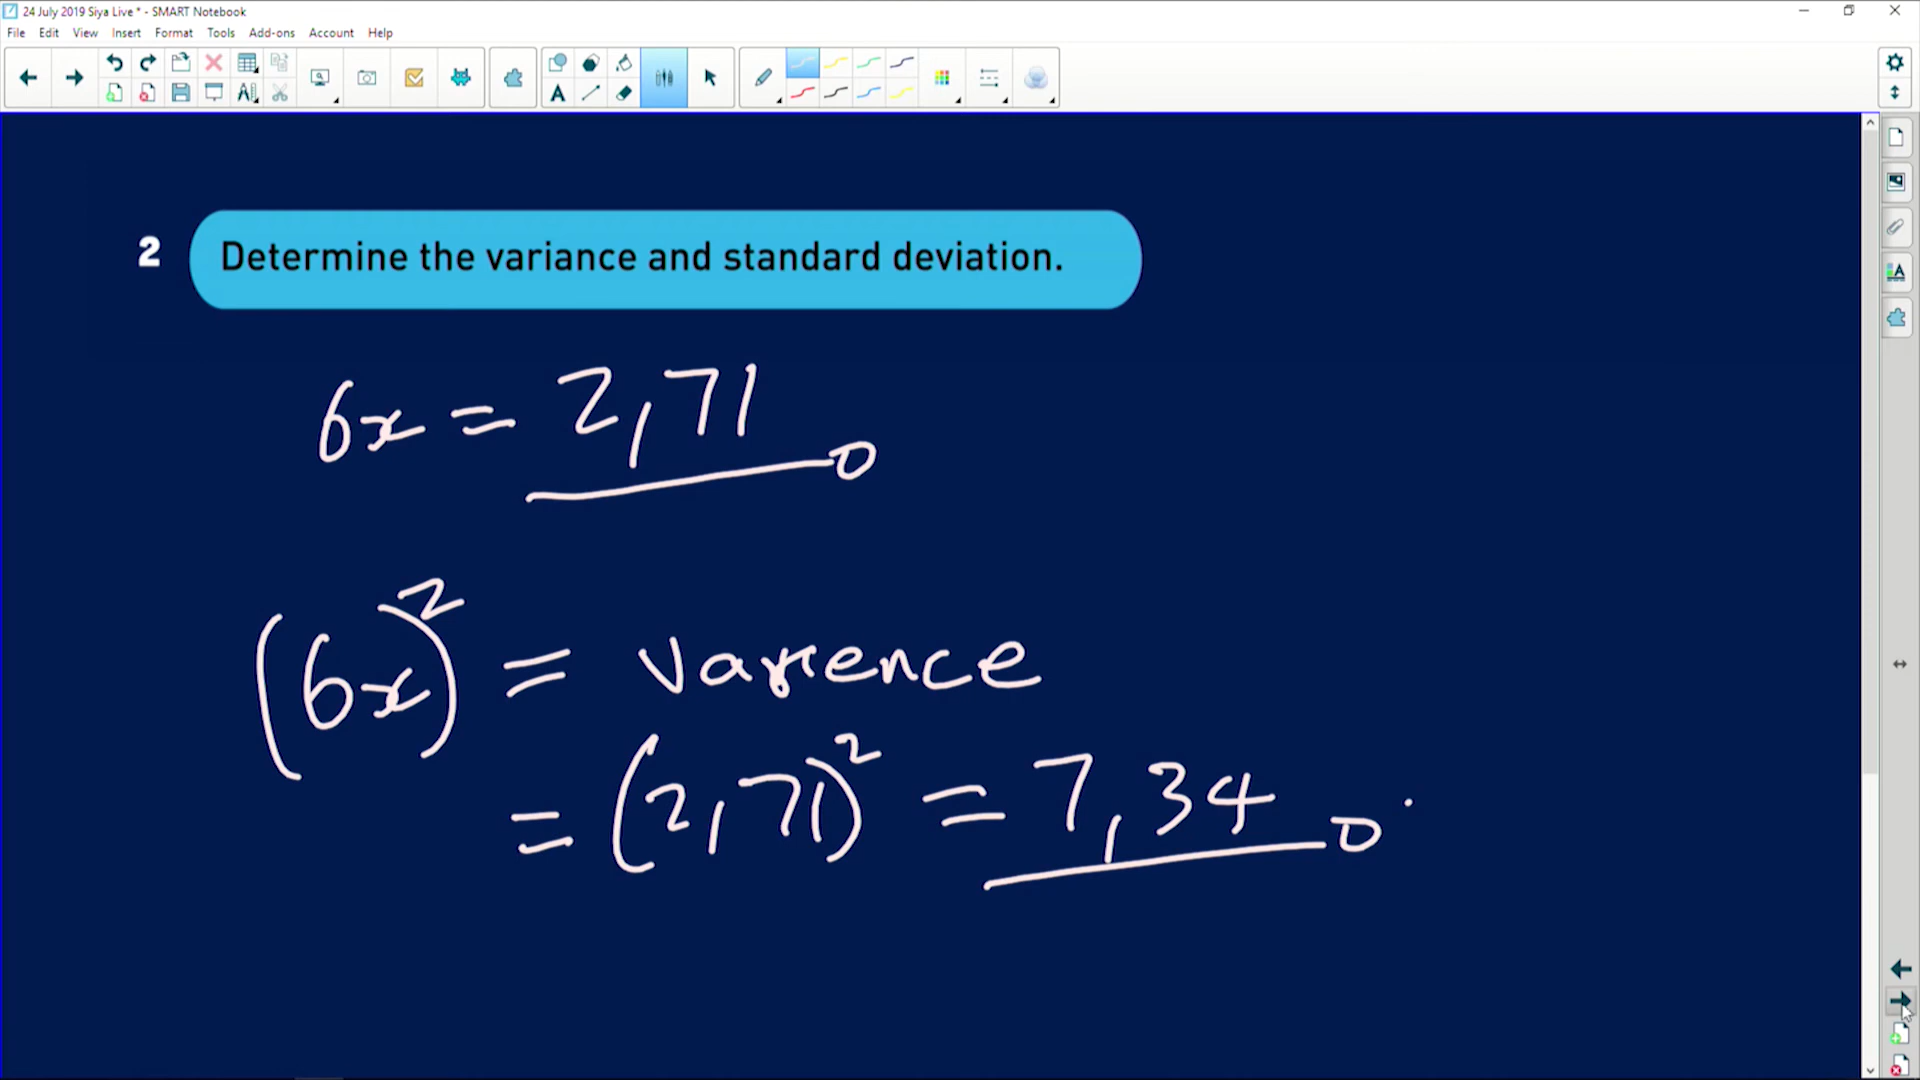 24 July 2019 Siya Live * - SMART Notebook
File Edit View Insert Format Tools Add-ons Account Help
2 Determine the variance and standard deviation.
6x = 2,71
(6x)² = varience
= (2,71)² = 7,34